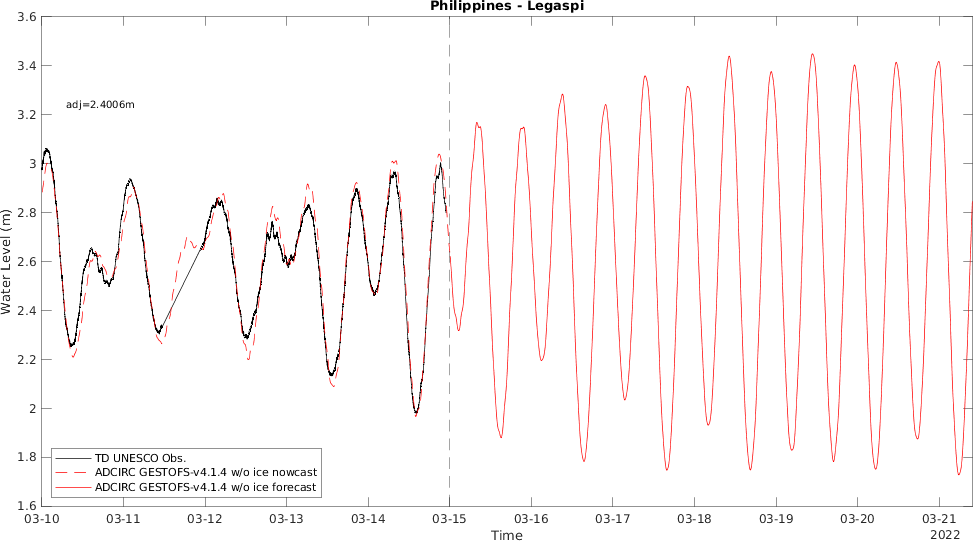 Philippines - Legaspi
3.6
3.4
3.2
3
2.8
2.6
2.4
2.2
2
1.8
1.6
Water Level (m)
adj=2.4006m
TD UNESCO Obs.
ADCIRC GESTOFS-v4.1.4 w/o ice nowcast
ADCIRC GESTOFS-v4.1.4 w/o ice forecast
03-10 03-11 03-12 03-13 03-14 03-15 03-16 03-17 03-18 03-19 03-20 03-21
Time
2022